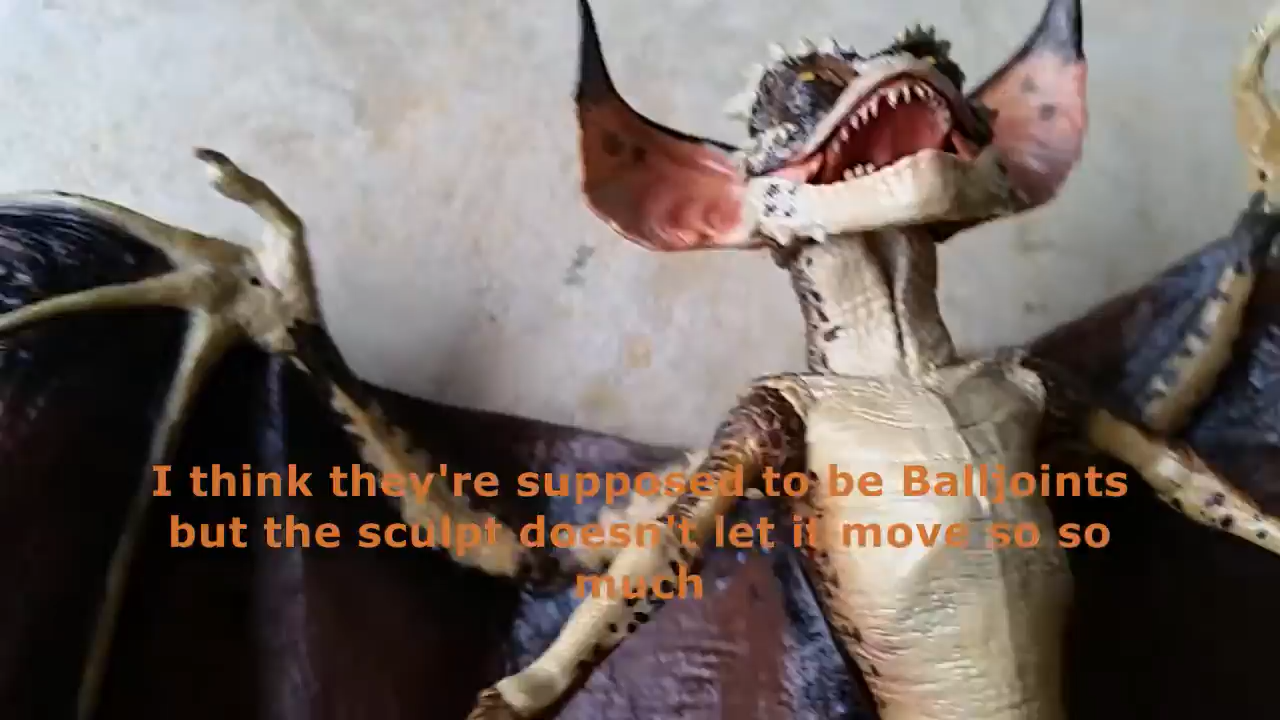 I think they're supposed to be Balljoints
but the sculpt doesn't let it move so so
much